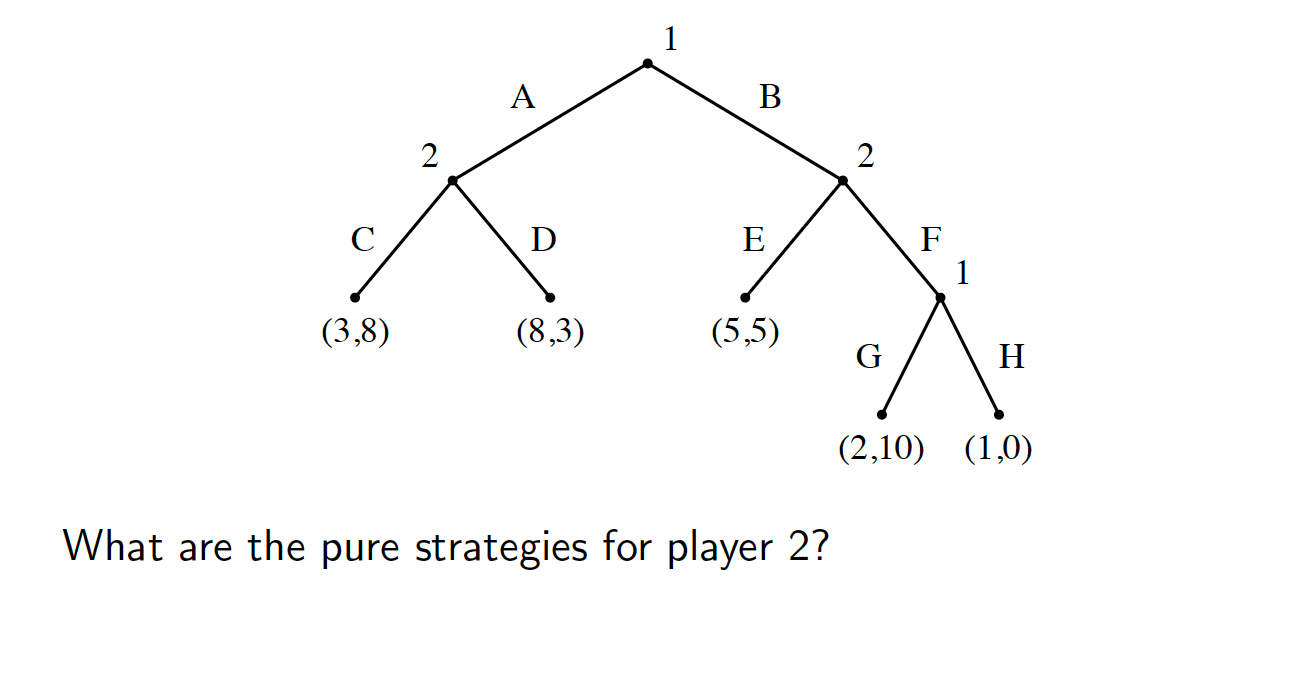 1
A B
2 2
C D E F
1
(3,8) (8,3) (5,5)
G H
(2,10) (1,0)
What are the pure strategies for player 2?